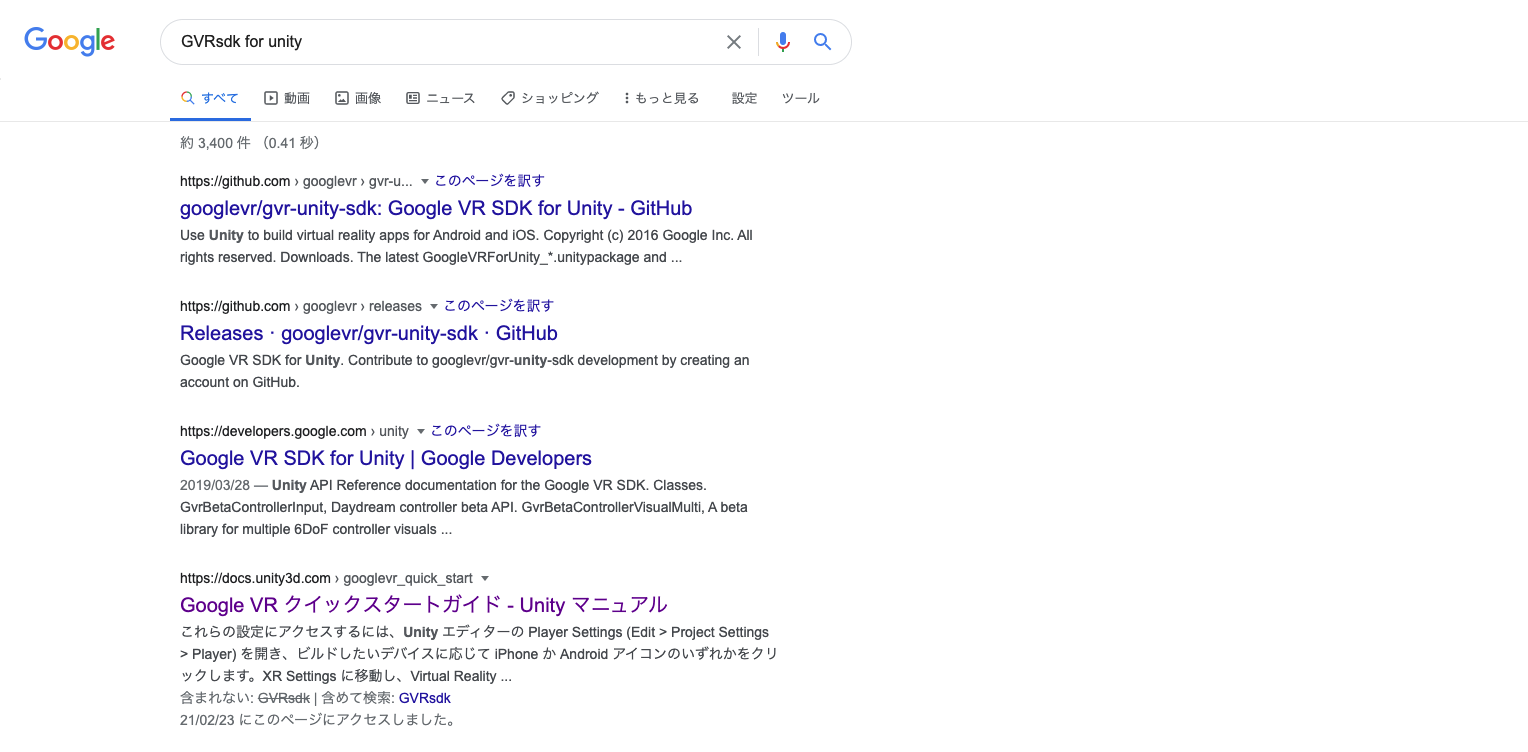 Google
GVRsdk for unity
すべて 動画 画像 ニュース ショッピング もっと見る 設定 ツール
約 3,400 件 （0.41 秒）
https://github.com › googlevr › gvr-u... このページを訳す
googlevr/gvr-unity-sdk: Google VR SDK for Unity - GitHub
Use Unity to build virtual reality apps for Android and iOS. Copyright (c) 2016 Google Inc. All
rights reserved. Downloads. The latest GoogleVRForUnity_*.unitypackage and ...
https://github.com › googlevr › releases このページを訳す
Releases · googlevr/gvr-unity-sdk · GitHub
Google VR SDK for Unity. Contribute to googlevr/gvr-unity-sdk development by creating an
account on GitHub.
https://developers.google.com › unity このページを訳す
Google VR SDK for Unity | Google Developers
2019/03/28 — Unity API Reference documentation for the Google VR SDK. Classes.
GvrBetaControllerInput, Daydream controller beta API. GvrBetaControllerVisualMulti, A beta
library for multiple 6DoF controller visuals ...
https://docs.unity3d.com › googlevr_quick_start
Google VR クイックスタートガイド - Unity マニュアル
これらの設定にアクセスするには、Unity エディターの Player Settings (Edit > Project Settings
> Player) を開き、ビルドしたいデバイスに応じて iPhone か Android アイコンのいずれかをクリ
ックします。XR Settings に移動し、Virtual Reality ...
含まれない: GVRsdk | 含めて検索: GVRsdk
21/02/23 にこのページにアクセスしました。